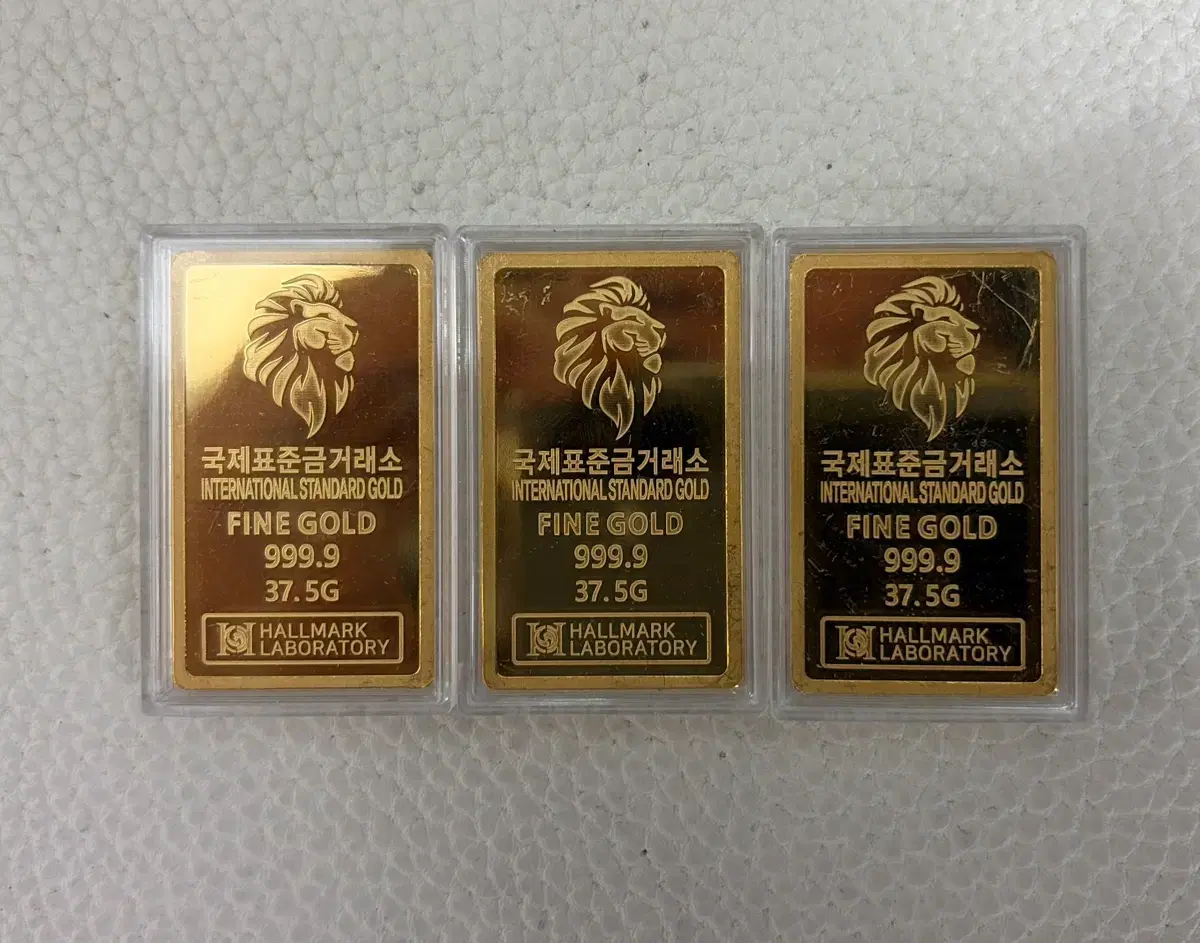 국제표준금거래소
INTERNATIONAL STANDARD GOLD
FINE GOLD
999.9
37.5G
HALLMARK
LABORATORY
국제표준금거래소
INTERNATIONAL STANDARD GOLD
FINE GOLD
999.9
37.5G
HALLMARK
LABORATORY
국제표준금거래소
INTERNATIONAL STANDARD GOLD
FINE GOLD
999.9
37.5G
HALLMARK
LABORATORY